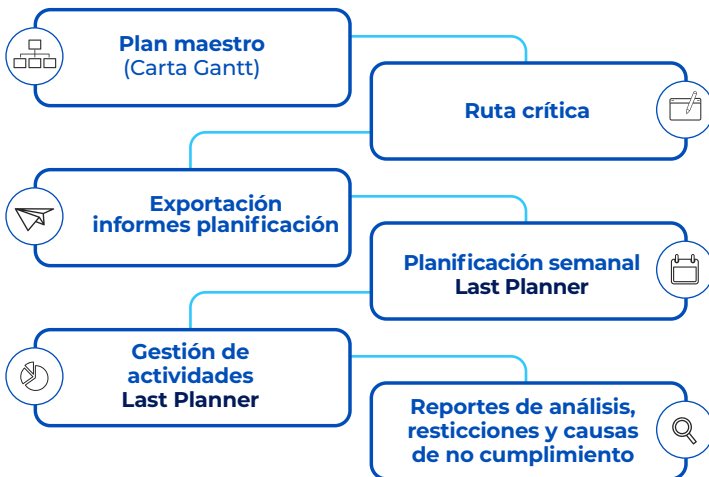 Plan maestro
(Carta Gantt)
Ruta crítica
Exportación
informes planificación
Planificación semanal
Last Planner
Gestión de
actividades
Last Planner
Reportes de análisis,
resticciones y causas
de no cumplimiento